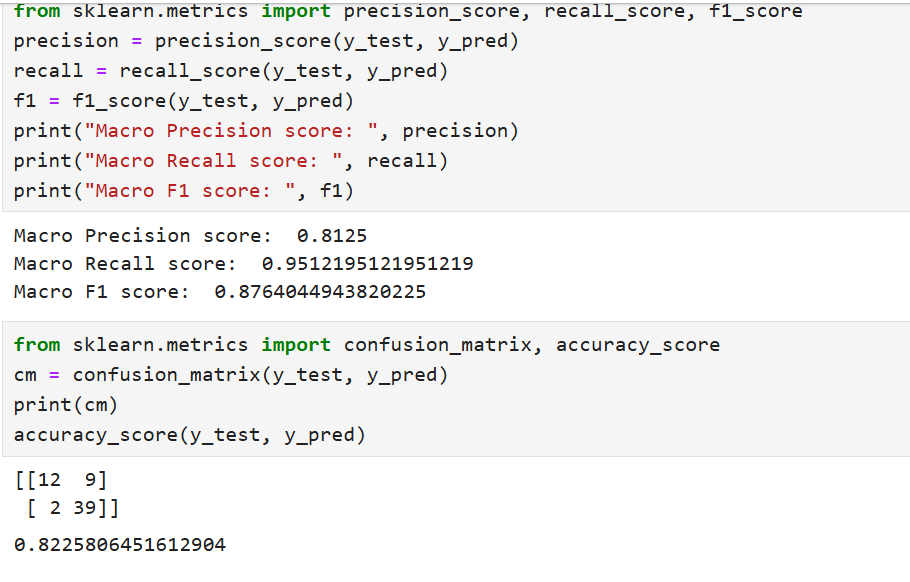 from sklearn.metrics import precision_score, recall_score, f1_score
precision = precision_score(y_test, y_pred)
recall = recall_score(y_test, y_pred)
f1 = f1_score(y_test, y_pred)
print("Macro Precision score: ", precision)
print("Macro Recall score: ", recall)
print("Macro F1 score: ", f1)
Macro Precision score:  0.8125
Macro Recall score:  0.9512195121951219
Macro F1 score:  0.8764044943820225
from sklearn.metrics import confusion_matrix, accuracy_score
cm = confusion_matrix(y_test, y_pred)
print(cm)
accuracy_score(y_test, y_pred)
[[12  9]
 [ 2 39]]
0.8225806451612904